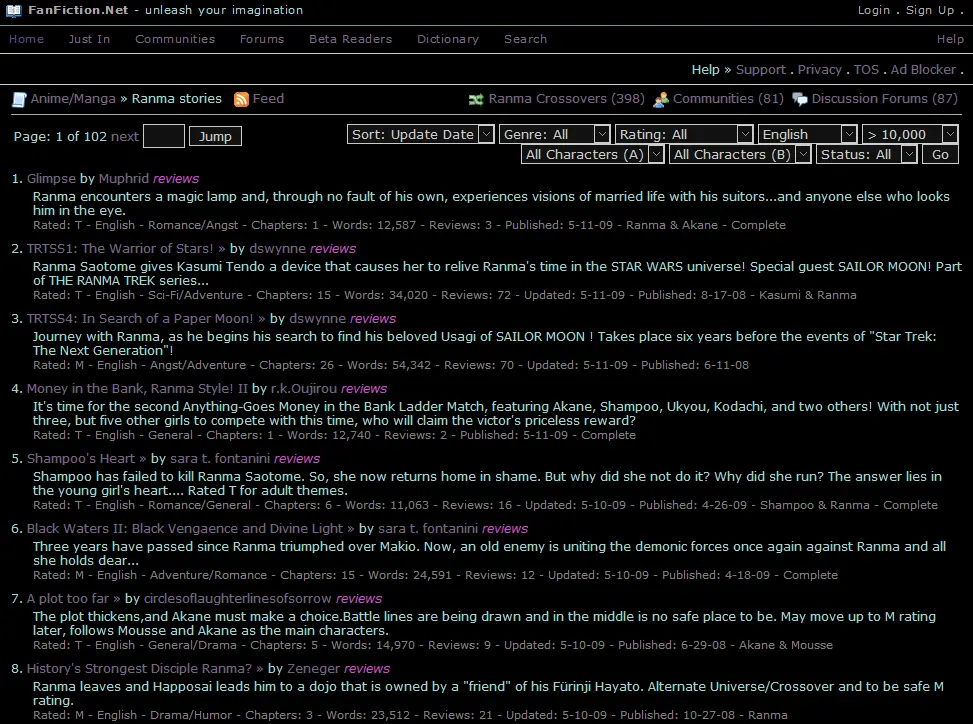 FanFiction.Net - unleash your imagination
Login . Sign Up .
Home Just In Communities Forums Beta Readers Dictionary Search Help
Help » Support . Privacy . TOS . Ad Blocker .
Anime/Manga » Ranma stories Feed Ranma Crossovers (398) Communities (81) Discussion Forums (87)
Page: 1 of 102 next Jump Sort: Update Date Genre: All Rating: All English > 10,000
All Characters (A) All Characters (B) Status: All Go
1. Glimpse by Muphrid reviews
Ranma encounters a magic lamp and, through no fault of his own, experiences visions of married life with his suitors...and anyone else who looks
him in the eye.
Rated: T - English - Romance/Angst - Chapters: 1 - Words: 12,587 - Reviews: 3 - Published: 5-11-09 - Ranma & Akane - Complete
2. TRTSS1: The Warrior of Stars! » by dswynne reviews
Ranma Saotome gives Kasumi Tendo a device that causes her to relive Ranma's time in the STAR WARS universe! Special guest SAILOR MOON! Part
of THE RANMA TREK series...
Rated: T - English - Sci-Fi/Adventure - Chapters: 15 - Words: 34,020 - Reviews: 72 - Updated: 5-11-09 - Published: 8-17-08 - Kasumi & Ranma
3. TRTSS4: In Search of a Paper Moon! » by dswynne reviews
Journey with Ranma, as he begins his search to find his beloved Usagi of SAILOR MOON ! Takes place six years before the events of "Star Trek:
The Next Generation"!
Rated: M - English - Angst/Adventure - Chapters: 26 - Words: 54,342 - Reviews: 70 - Updated: 5-11-09 - Published: 6-11-08
4. Money in the Bank, Ranma Style! II by r.k.Oujirou reviews
It's time for the second Anything-Goes Money in the Bank Ladder Match, featuring Akane, Shampoo, Ukyou, Kodachi, and two others! With not just
three, but five other girls to compete with this time, who will claim the victor's priceless reward?
Rated: T - English - General - Chapters: 1 - Words: 12,740 - Reviews: 2 - Published: 5-11-09 - Complete
5. Shampoo's Heart » by sara t. fontanini reviews
Shampoo has failed to kill Ranma Saotome. So, she now returns home in shame. But why did she not do it? Why did she run? The answer lies in
the young girl's heart.... Rated T for adult themes.
Rated: T - English - Romance/General - Chapters: 6 - Words: 11,063 - Reviews: 16 - Updated: 5-10-09 - Published: 4-26-09 - Shampoo & Ranma - Complete
6. Black Waters II: Black Vengaence and Divine Light » by sara t. fontanini reviews
Three years have passed since Ranma triumphed over Makio. Now, an old enemy is uniting the demonic forces once again against Ranma and all
she holds dear...
Rated: M - English - Adventure/Romance - Chapters: 15 - Words: 24,591 - Reviews: 12 - Updated: 5-10-09 - Published: 4-18-09 - Complete
7. A plot too far » by circlesoflaughterlinesofsorrow reviews
The plot thickens,and Akane must make a choice.Battle lines are being drawn and in the middle is no safe place to be. May move up to M rating
later, follows Mousse and Akane as the main characters.
Rated: T - English - General/Drama - Chapters: 5 - Words: 14,970 - Reviews: 9 - Updated: 5-10-09 - Published: 6-29-08 - Akane & Mousse
8. History's Strongest Disciple Ranma? » by Zeneger reviews
Ranma leaves and Happosai leads him to a dojo that is owned by a "friend" of his Fürinji Hayato. Alternate Universe/Crossover and to be safe M
rating.
Rated: M - English - Drama/Humor - Chapters: 3 - Words: 23,512 - Reviews: 21 - Updated: 5-10-09 - Published: 10-27-08 - Ranma